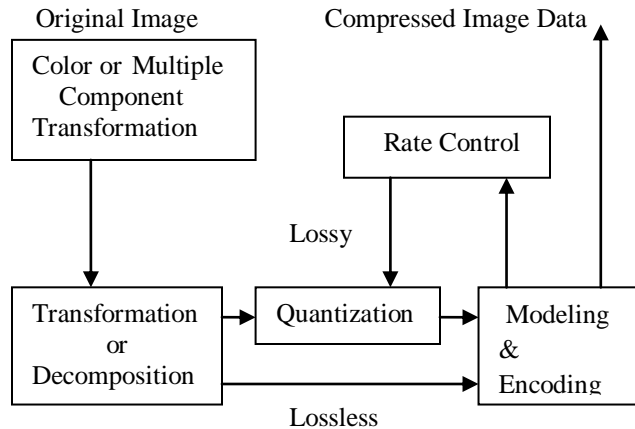 Original Image
Compressed Image Data
Color or Multiple
Component
Transformation
Rate Control
Lossy
Transformation
or
Decomposition
Quantization
Modeling
&
Encoding
Lossless